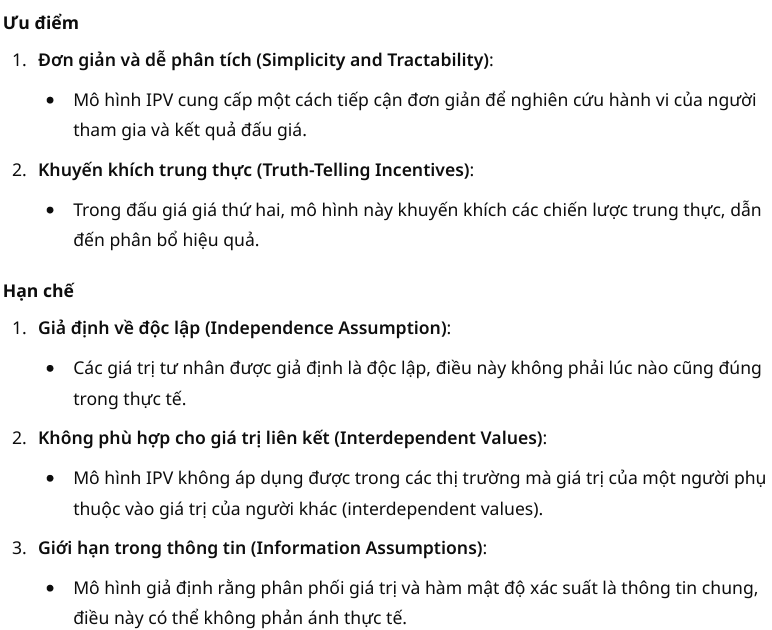 Ưu điểm
1. Đơn giản và dễ phân tích (Simplicity and Tractability):
• Mô hình IPV cung cấp một cách tiếp cận đơn giản để nghiên cứu hành vi của người
tham gia và kết quả đấu giá.
2. Khuyến khích trung thực (Truth-Telling Incentives):
• Trong đấu giá giá thứ hai, mô hình này khuyến khích các chiến lược trung thực, dẫn
đến phân bổ hiệu quả.
Hạn chế
1. Giả định về độc lập (Independence Assumption):
• Các giá trị tư nhân được giả định là độc lập, điều này không phải lúc nào cũng đúng
trong thực tế.
2. Không phù hợp cho giá trị liên kết (Interdependent Values):
• Mô hình IPV không áp dụng được trong các thị trường mà giá trị của một người phụ
thuộc vào giá trị của người khác (interdependent values).
3. Giới hạn trong thông tin (Information Assumptions):
• Mô hình giả định rằng phân phối giá trị và hàm mật độ xác suất là thông tin chung,
điều này có thể không phản ánh thực tế.